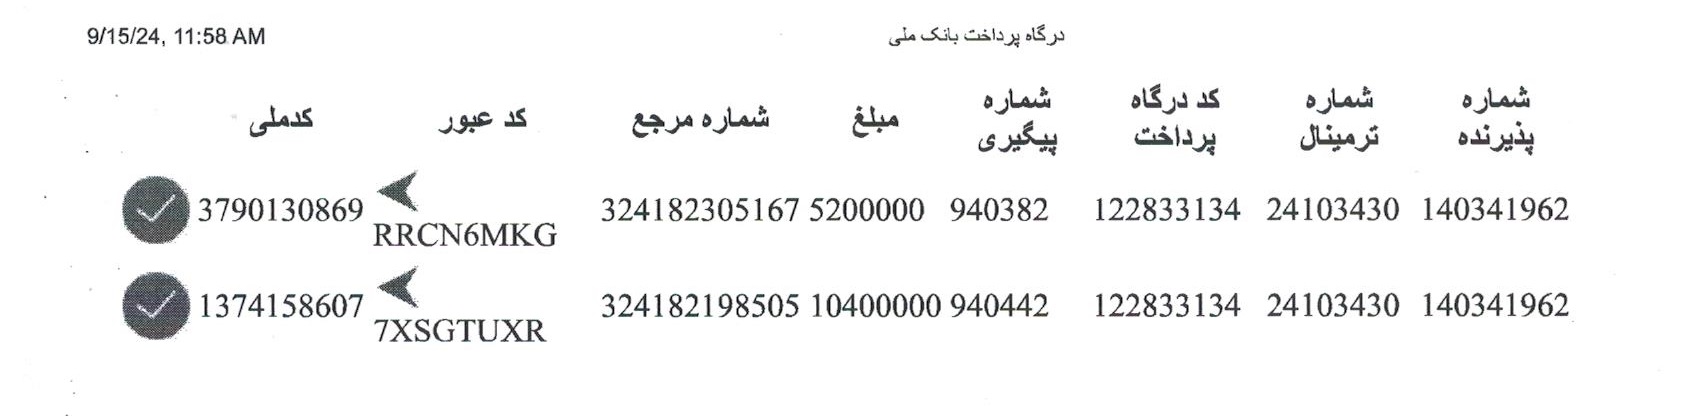 9/15/24, 11:58 AM درگاه پرداخت بانک ملی
شماره پذیرنده شماره ترمینال کد درگاه پرداخت شماره پیگیری مبلغ شماره مرجع کد عبور کدملی
140341962 24103430 122833134 940382 5200000 324182305167 RRCN6MKG 3790130869
140341962 24103430 122833134 940442 10400000 324182198505 7XSGTUXR 1374158607